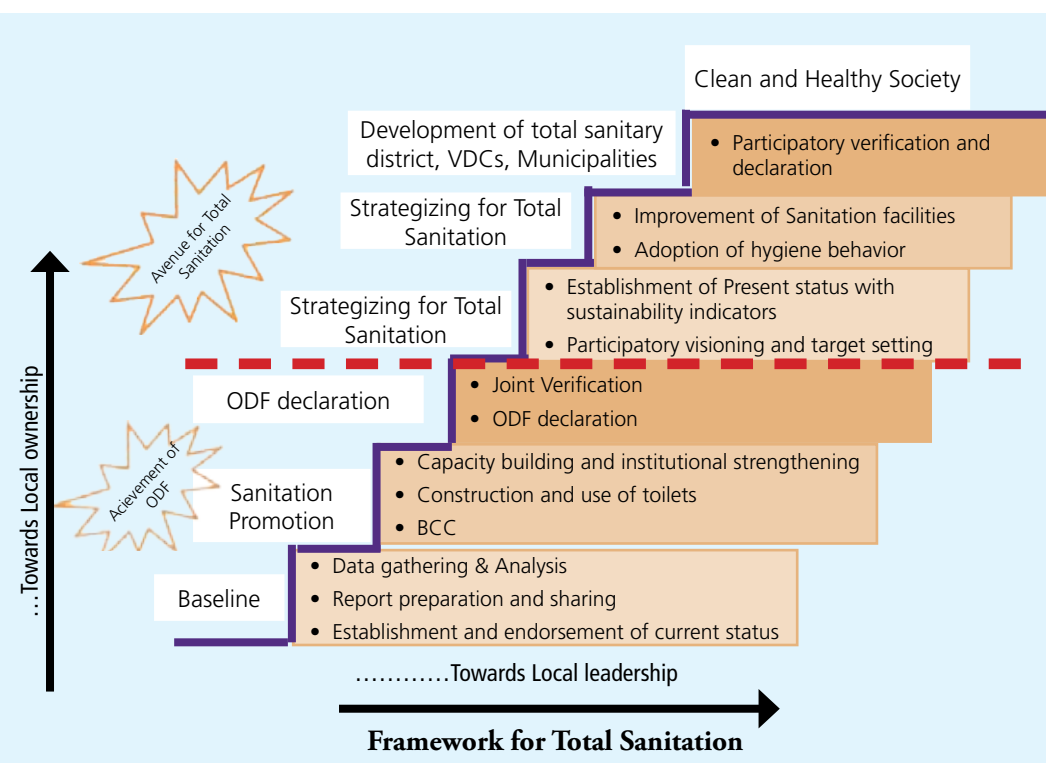 Clean and Healthy Society
Development of total sanitary
district, VDCs, Municipalities
• Participatory verification and
declaration
Strategizing for Total
Sanitation
• Improvement of Sanitation facilities
• Adoption of hygiene behavior
Avenue for Total
Sanitation
Strategizing for Total
Sanitation
• Establishment of Present status with
sustainability indicators
• Participatory visioning and target setting
ODF declaration
• Joint Verification
• ODF declaration
Acievement of
ODF
Sanitation
Promotion
• Capacity building and institutional strengthening
• Construction and use of toilets
• BCC
Baseline
• Data gathering & Analysis
• Report preparation and sharing
• Establishment and endorsement of current status
...Towards Local ownership
............Towards Local leadership
Framework for Total Sanitation